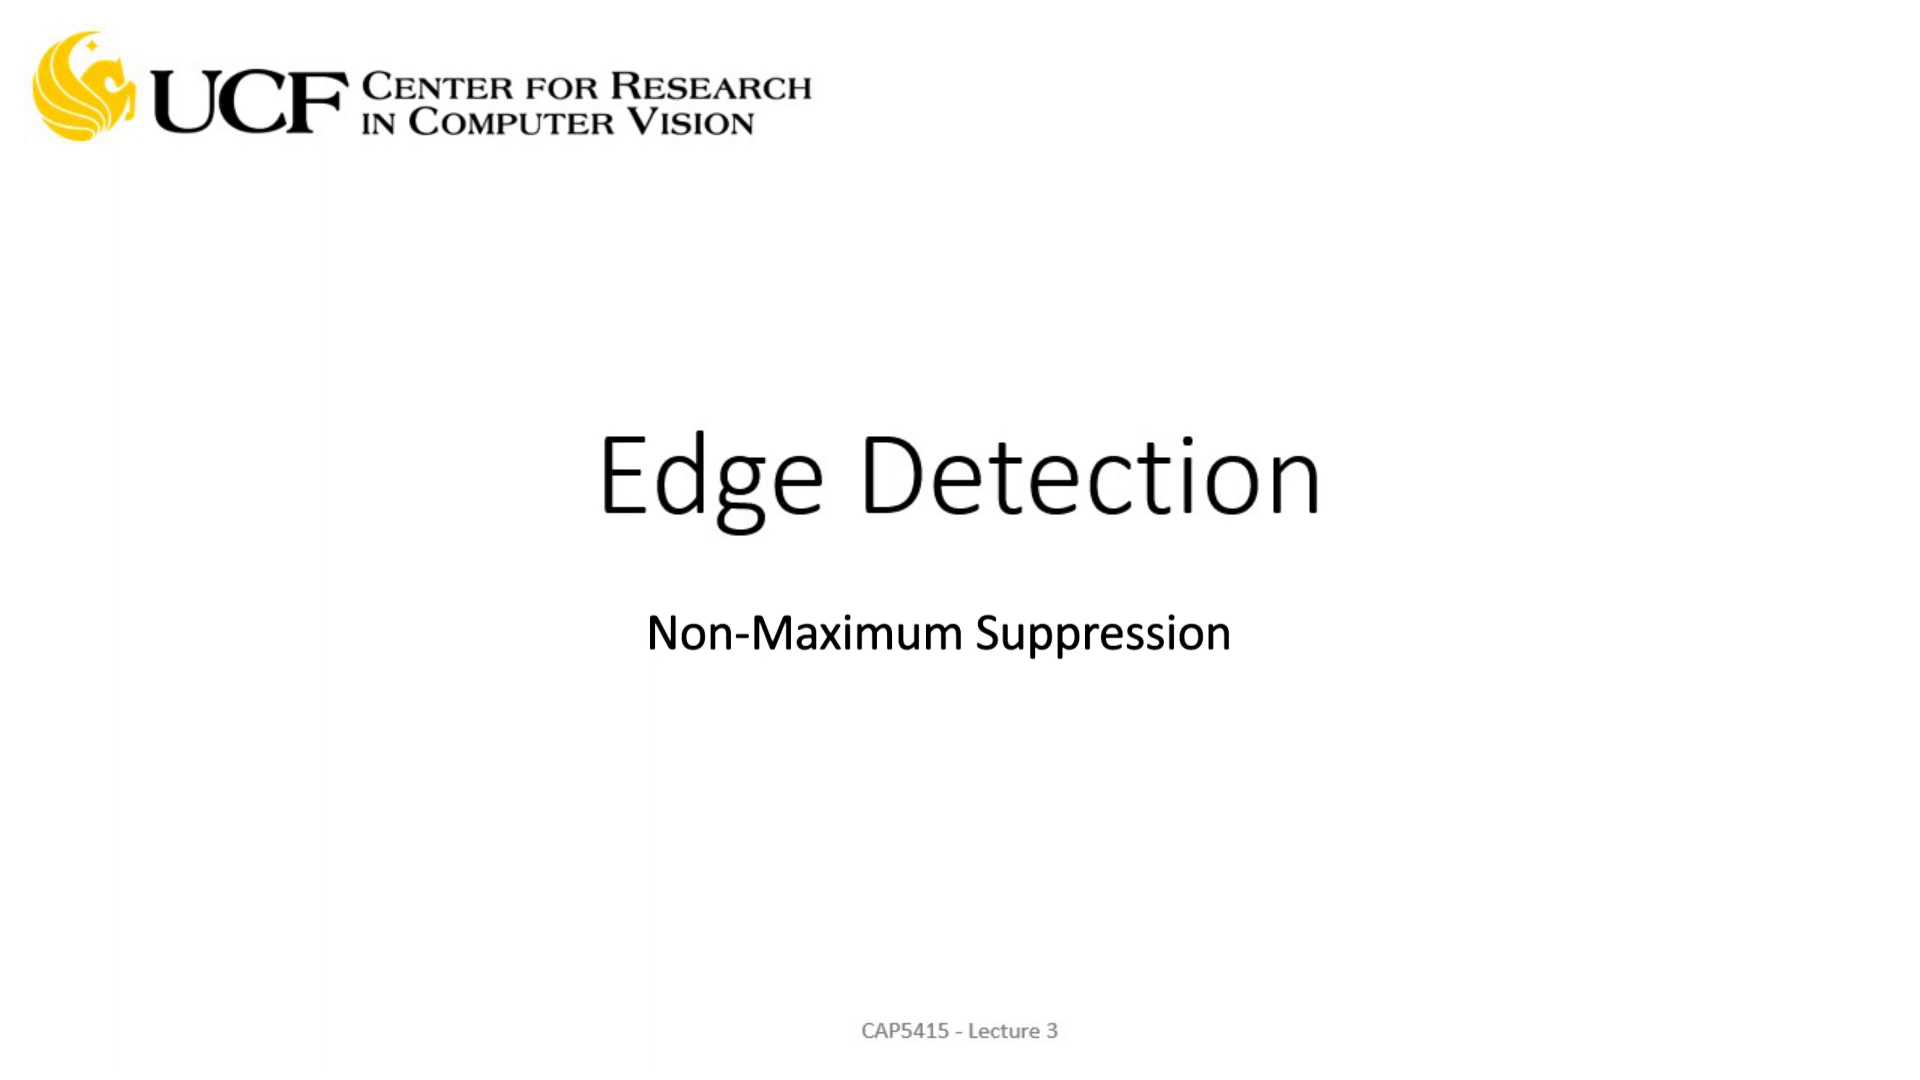 UCF CENTER FOR RESEARCH
IN COMPUTER VISION
Edge Detection
Non-Maximum Suppression
CAP5415 - Lecture 3